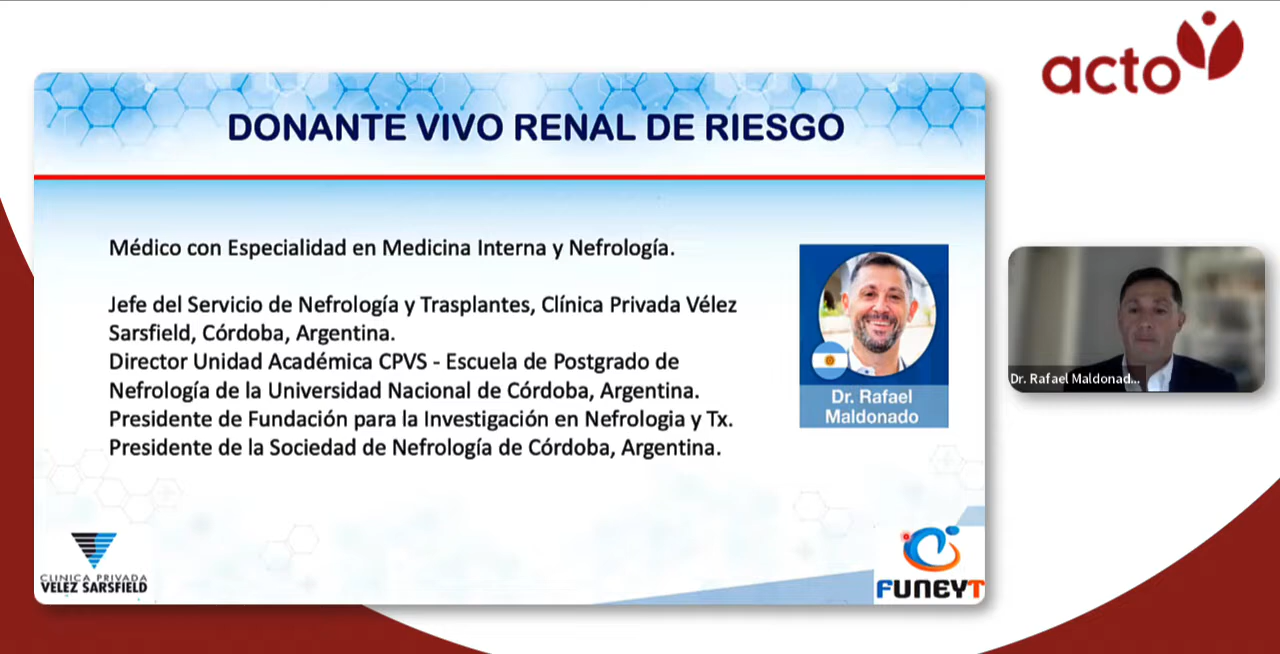 acto
DONANTE VIVO RENAL DE RIESGO
Médico con Especialidad en Medicina Interna y Nefrología.
Jefe del Servicio de Nefrología y Trasplantes, Clínica Privada Vélez
Sarsfield, Córdoba, Argentina.
Director Unidad Académica CPVS - Escuela de Postgrado de
Nefrología de la Universidad Nacional de Córdoba, Argentina.
Presidente de Fundación para la Investigación en Nefrologia y Tx.
Presidente de la Sociedad de Nefrología de Córdoba, Argentina.
Dr. Rafael
Maldonado
Dr. Rafael Maldonad...
CLINICA PRIVADA
VELEZ SARSFIELD
FUNEYT